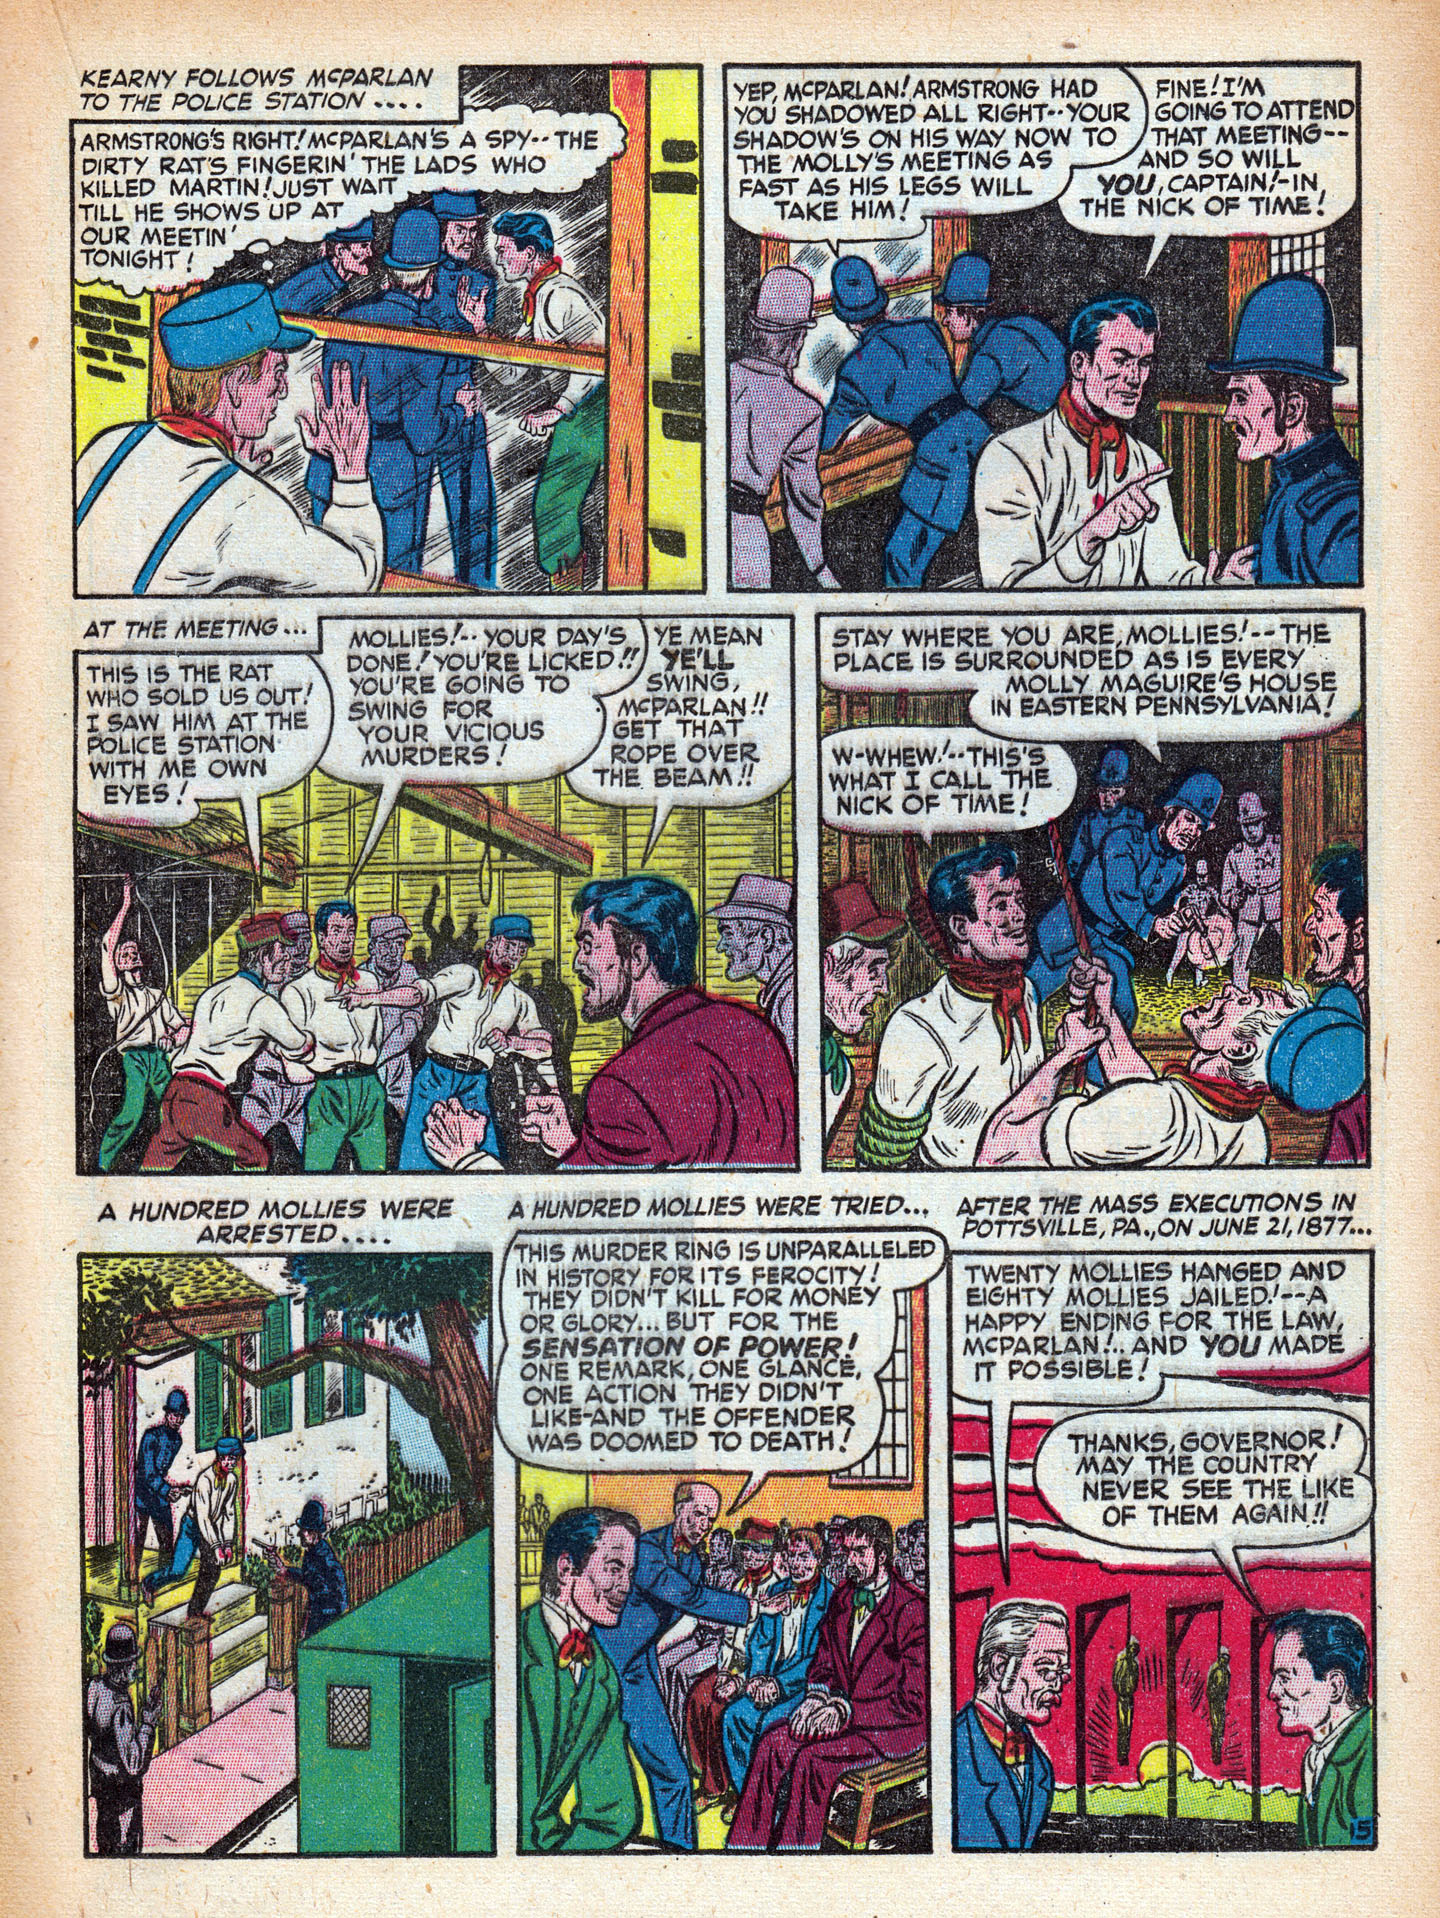 KEARNY FOLLOWS McPARLAN
TO THE POLICE STATION....
ARMSTRONG'S RIGHT! McPARLAN'S A SPY--THE
DIRTY RAT'S FINGERIN' THE LADS WHO
KILLED MARTIN! JUST WAIT
TILL HE SHOWS UP AT
OUR MEETIN'
TONIGHT!
YEP, McPARLAN! ARMSTRONG HAD
YOU SHADOWED ALL RIGHT--YOUR
SHADOW'S ON HIS WAY NOW TO
THE MOLLY'S MEETING AS
FAST AS HIS LEGS WILL
TAKE HIM!
FINE! I'M
GOING TO ATTEND
THAT MEETING--
AND SO WILL
YOU, CAPTAIN!-IN
THE NICK OF TIME!
AT THE MEETING...
THIS IS THE RAT
WHO SOLD US OUT!
I SAW HIM AT THE
POLICE STATION
WITH ME OWN
EYES!
MOLLIES!-- YOUR DAY'S
DONE! YOU'RE LICKED!!
YOU'RE GOING TO
SWING FOR
YOUR VICIOUS
MURDERS!
YE MEAN
YE'LL
SWING,
McPARLAN!!
GET THAT
ROPE OVER
THE BEAM!!
STAY WHERE YOU ARE, MOLLIES!--THE
PLACE IS SURROUNDED AS IS EVERY
MOLLY MAGUIRE'S HOUSE
IN EASTERN PENNSYLVANIA!
W-WHEW!--THIS'S
WHAT I CALL THE
NICK OF TIME!
A HUNDRED MOLLIES WERE
ARRESTED....
A HUNDRED MOLLIES WERE TRIED...
THIS MURDER RING IS UNPARALLELED
IN HISTORY FOR ITS FEROCITY!
THEY DIDN'T KILL FOR MONEY
OR GLORY... BUT FOR THE
SENSATION OF POWER!
ONE REMARK, ONE GLANCE,
ONE ACTION THEY DIDN'T
LIKE-AND THE OFFENDER
WAS DOOMED TO DEATH!
AFTER THE MASS EXECUTIONS IN
POTTSVILLE, PA., ON JUNE 21, 1877...
TWENTY MOLLIES HANGED AND
EIGHTY MOLLIES JAILED!--A
HAPPY ENDING FOR THE LAW,
McPARLAN!..AND YOU MADE
IT POSSIBLE!
THANKS, GOVERNOR!
MAY THE COUNTRY
NEVER SEE THE LIKE
OF THEM AGAIN!!
15